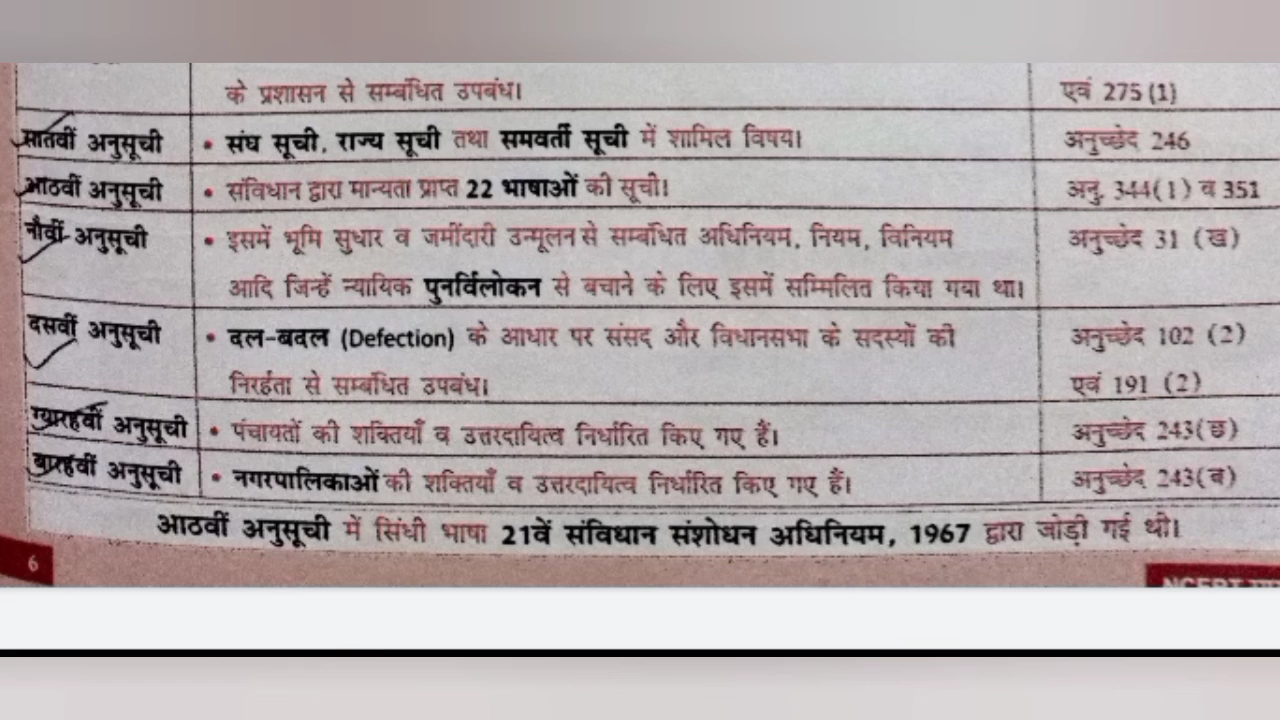 के प्रशासन से सम्बंधित उपबंध। एवं 275 (1)
सातवीं अनुसूची • संघ सूची, राज्य सूची तथा समवर्ती सूची में शामिल विषय। अनुच्छेद 246
आठवीं अनुसूची • संविधान द्वारा मान्यता प्राप्त 22 भाषाओं की सूची। अनु. 344(1) व 351
नौवीं अनुसूची • इसमें भूमि सुधार व जमींदारी उन्मूलन से सम्बंधित अधिनियम, नियम, विनियम अनुच्छेद 31 (ख)
आदि जिन्हें न्यायिक पुनर्विलोकन से बचाने के लिए इसमें सम्मिलित किया गया था।
दसवीं अनुसूची • दल-बदल (Defection) के आधार पर संसद और विधानसभा के सदस्यों की अनुच्छेद 102 (2)
निरर्हता से सम्बंधित उपबंध। एवं 191 (2)
ग्यारहवीं अनुसूची • पंचायतों की शक्तियाँ व उत्तरदायित्व निर्धारित किए गए हैं। अनुच्छेद 243(छ)
बारहवीं अनुसूची • नगरपालिकाओं की शक्तियाँ व उत्तरदायित्व निर्धारित किए गए हैं। अनुच्छेद 243(ब)
आठवीं अनुसूची में सिंधी भाषा 21वें संविधान संशोधन अधिनियम, 1967 द्वारा जोड़ी गई थी।
6
NCERT